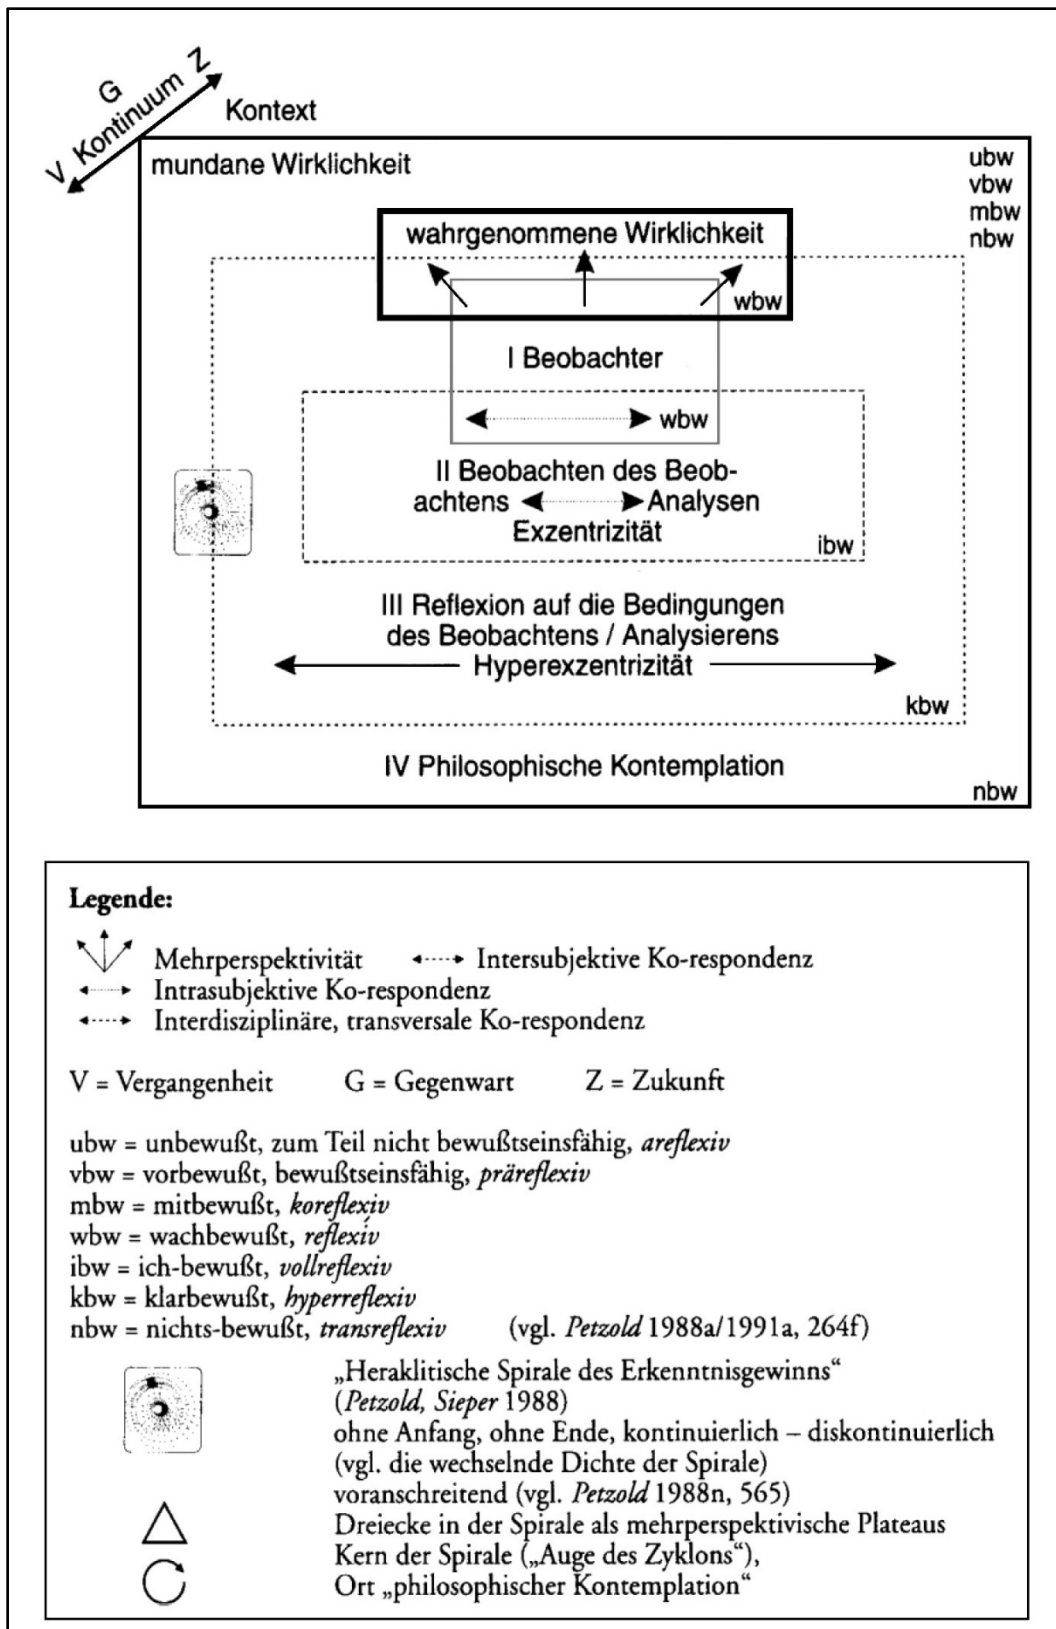 G
V Kontinuum Z
Kontext
mundane Wirklichkeit
ubw
vbw
mbw
nbw
wahrgenommene Wirklichkeit
wbw
I Beobachter
wbw
II Beobachten des Beob-
achtens Analysen
Exzentrizität
ibw
III Reflexion auf die Bedingungen
des Beobachtens / Analysierens
Hyperexzentrizität
kbw
IV Philosophische Kontemplation
nbw
Legende:
Mehrperspektivität Intersubjektive Ko-respondenz
Intrasubjektive Ko-respondenz
Interdisziplinäre, transversale Ko-respondenz
V = Vergangenheit G = Gegenwart Z = Zukunft
ubw = unbewußt, zum Teil nicht bewußtseinsfähig, areflexiv
vbw = vorbewußt, bewußtseinsfähig, präreflexiv
mbw = mitbewußt, koreflexiv
wbw = wachbewußt, reflexiv
ibw = ich-bewußt, vollreflexiv
kbw = klarbewußt, hyperreflexiv
nbw = nichts-bewußt, transreflexiv (vgl. Petzold 1988a/1991a, 264f)
„Heraklitische Spirale des Erkenntnisgewinns“
(Petzold, Sieper 1988)
ohne Anfang, ohne Ende, kontinuierlich – diskontinuierlich
(vgl. die wechselnde Dichte der Spirale)
voranschreitend (vgl. Petzold 1988n, 565)
Dreiecke in der Spirale als mehrperspektivische Plateaus
Kern der Spirale („Auge des Zyklons“),
Ort „philosophischer Kontemplation“